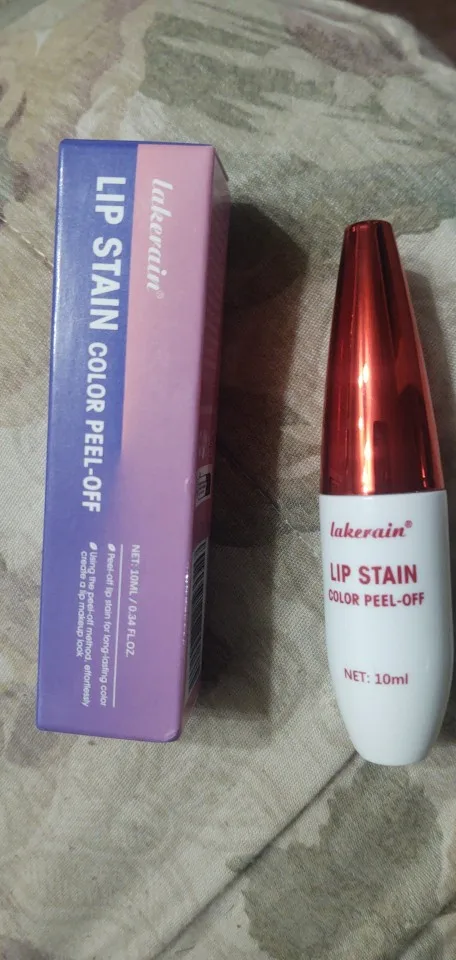 lakerain®
LIP STAIN COLOR PEEL-OFF
NET: 10ML / 0.34 FL.OZ.
Peel-off lip stain for long-lasting color
Using the peel-off method, effortlessly
create a lip makeup look
lakerain®
LIP STAIN
COLOR PEEL-OFF
NET: 10ml